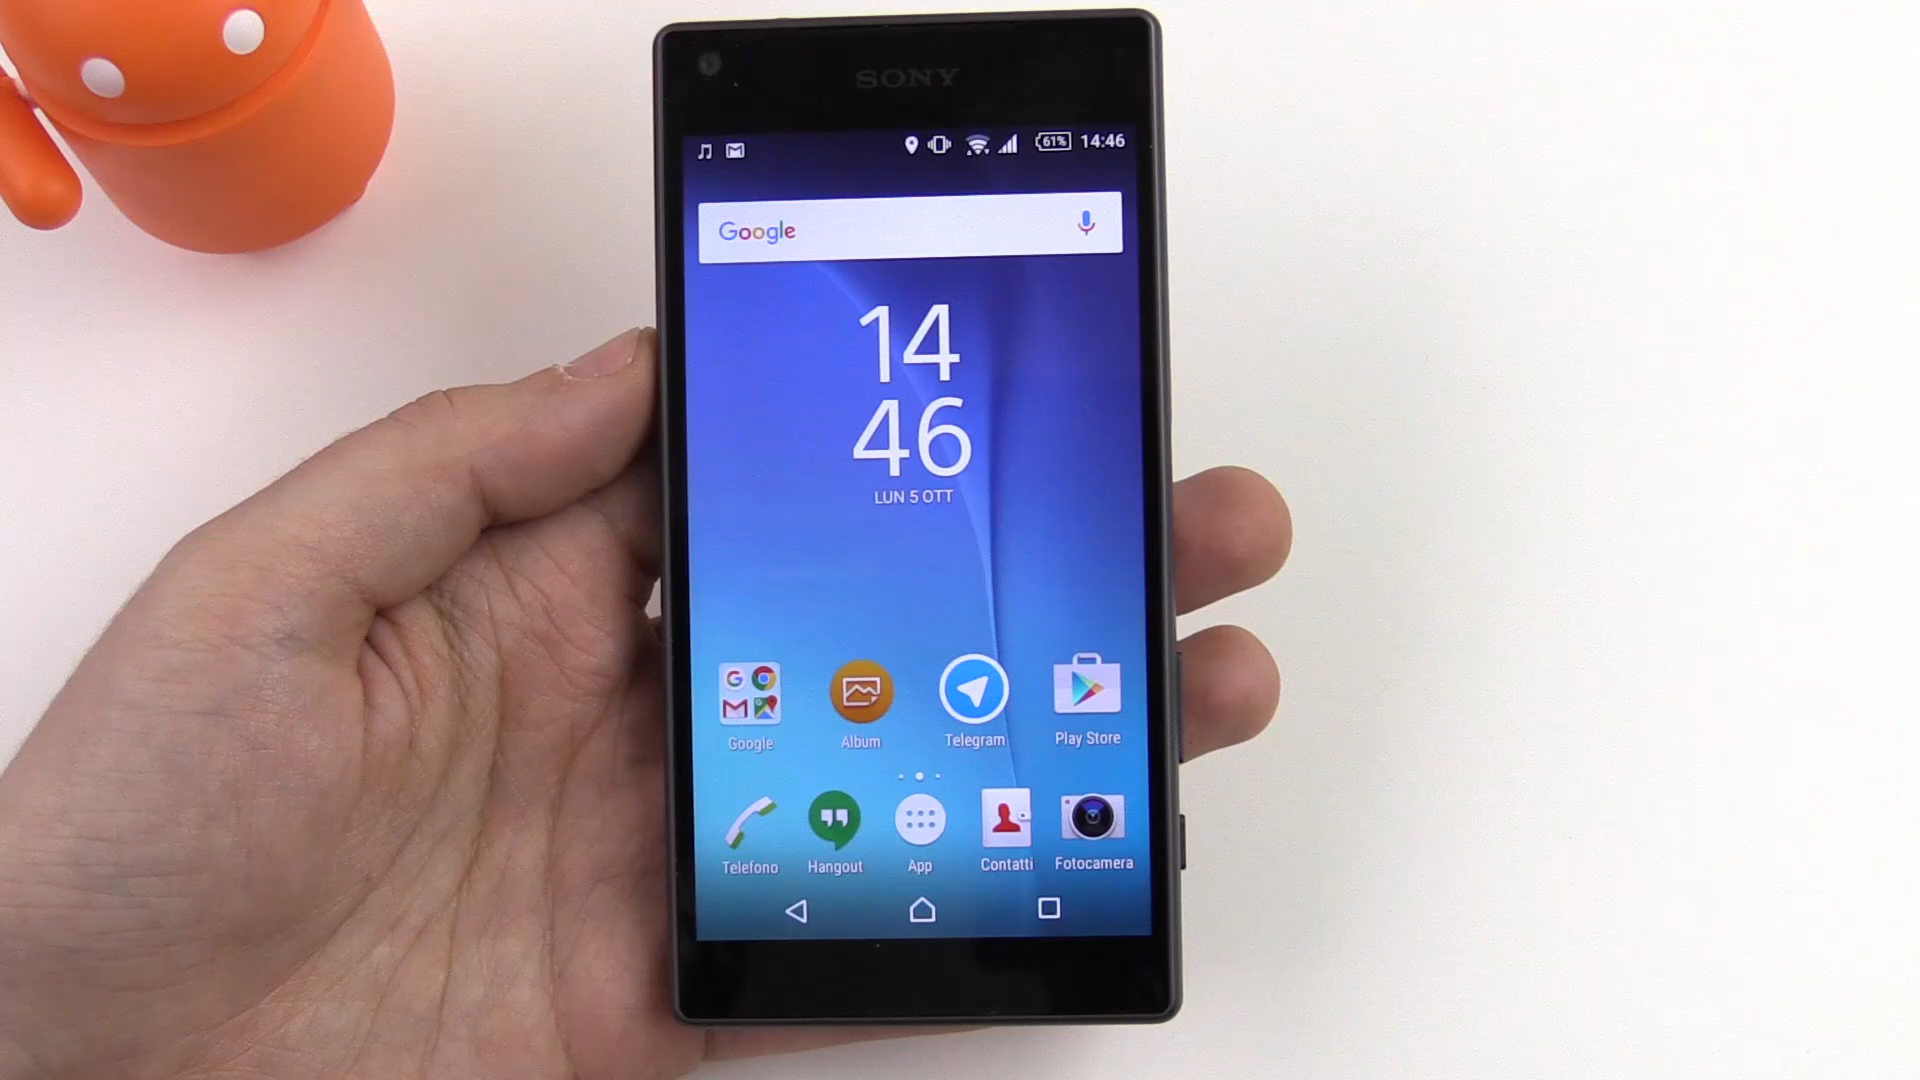 SONY
61% 14:46
Google
14
46
LUN 5 OTT
Google Album Telegram Play Store
Telefono Hangout App Contatti Fotocamera